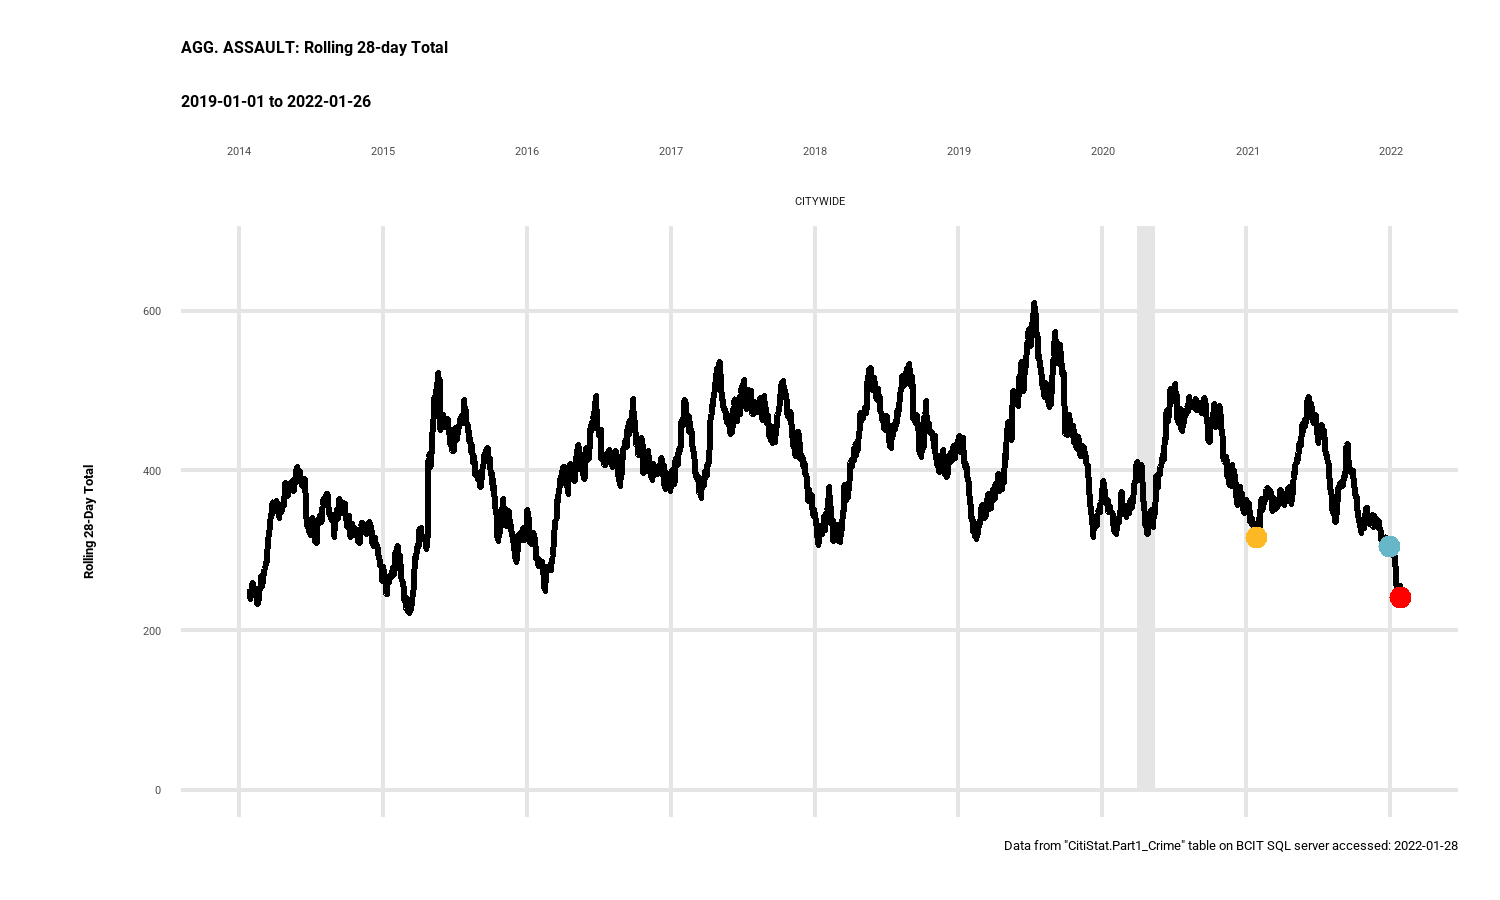 AGG. ASSAULT: Rolling 28-day Total
2019-01-01 to 2022-01-26
2014 2015 2016 2017 2018 2019 2020 2021 2022
CITYWIDE
600
400
200
0
Rolling 28-Day Total
Data from "CitiStat.Part1_Crime" table on BCIT SQL server accessed: 2022-01-28